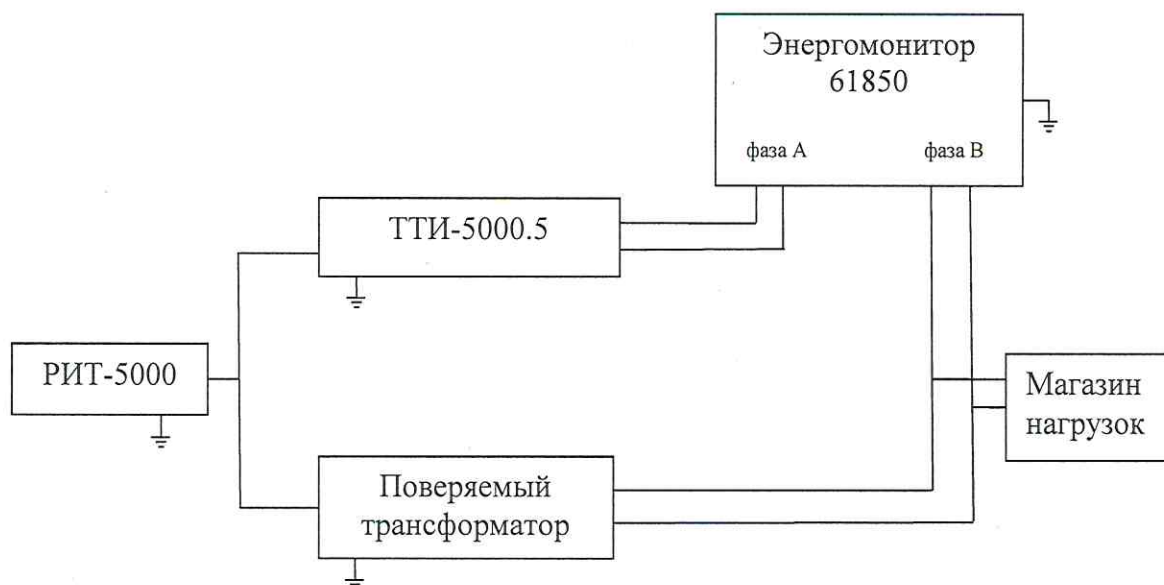 Энергомонитор
61850
фаза А
фаза В
ТТИ-5000.5
РИТ-5000
Магазин
нагрузок
Поверяемый
трансформатор